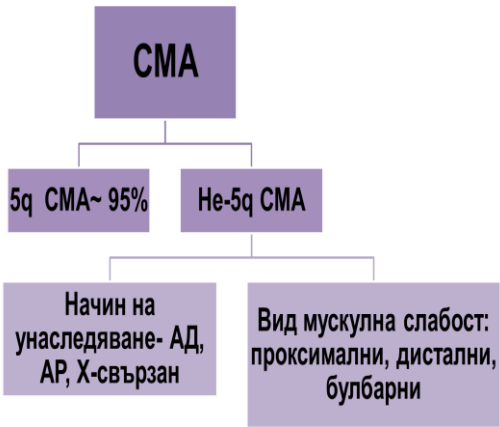 СМА
5q СМА~ 95%
Не-5q СМА
Начин на
унаследяване- АД,
АР, Х-свързан
Вид мускулна слабост:
проксимални, дистални,
булбарни